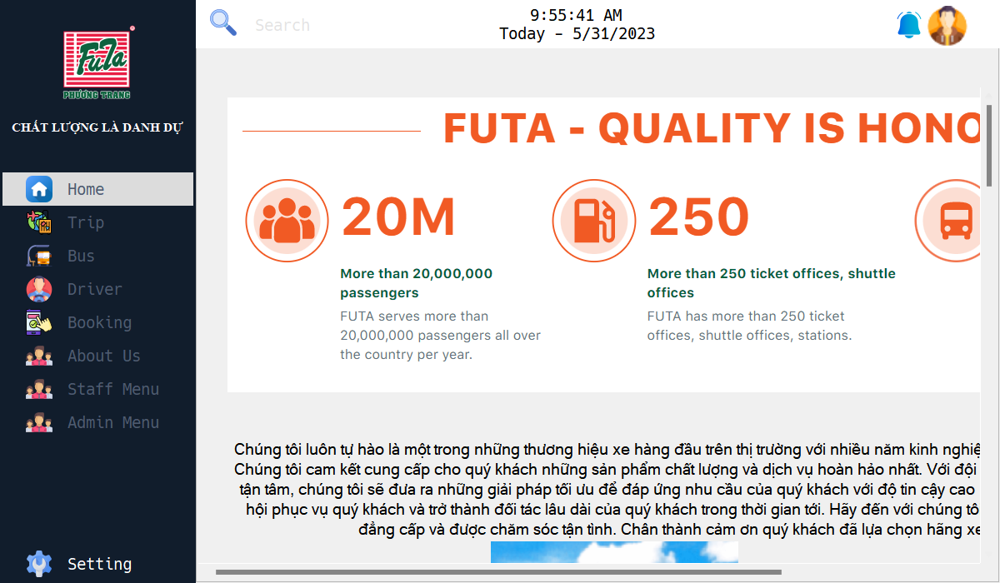 FuTa
PHƯƠNG TRANG
CHẤT LƯỢNG LÀ DANH DỰ
Home
Trip
Bus
Driver
Booking
About Us
Staff Menu
Admin Menu
Setting
Search
9:55:41 AM
Today - 5/31/2023
FUTA - QUALITY IS HONO
20M
More than 20,000,000
passengers
FUTA serves more than
20,000,000 passengers all over
the country per year.
250
More than 250 ticket offices, shuttle
offices
FUTA has more than 250 ticket
offices, shuttle offices, stations.
Chúng tôi luôn tự hào là một trong những thương hiệu xe hàng đầu trên thị trường với nhiều năm kinh nghiệ
Chúng tôi cam kết cung cấp cho quý khách những sản phẩm chất lượng và dịch vụ hoàn hảo nhất. Với đội
tận tâm, chúng tôi sẽ đưa ra những giải pháp tối ưu để đáp ứng nhu cầu của quý khách với độ tin cậy cao
hội phục vụ quý khách và trở thành đối tác lâu dài của quý khách trong thời gian tới. Hãy đến với chúng tô
đẳng cấp và được chăm sóc tận tình. Chân thành cảm ơn quý khách đã lựa chọn hãng xe